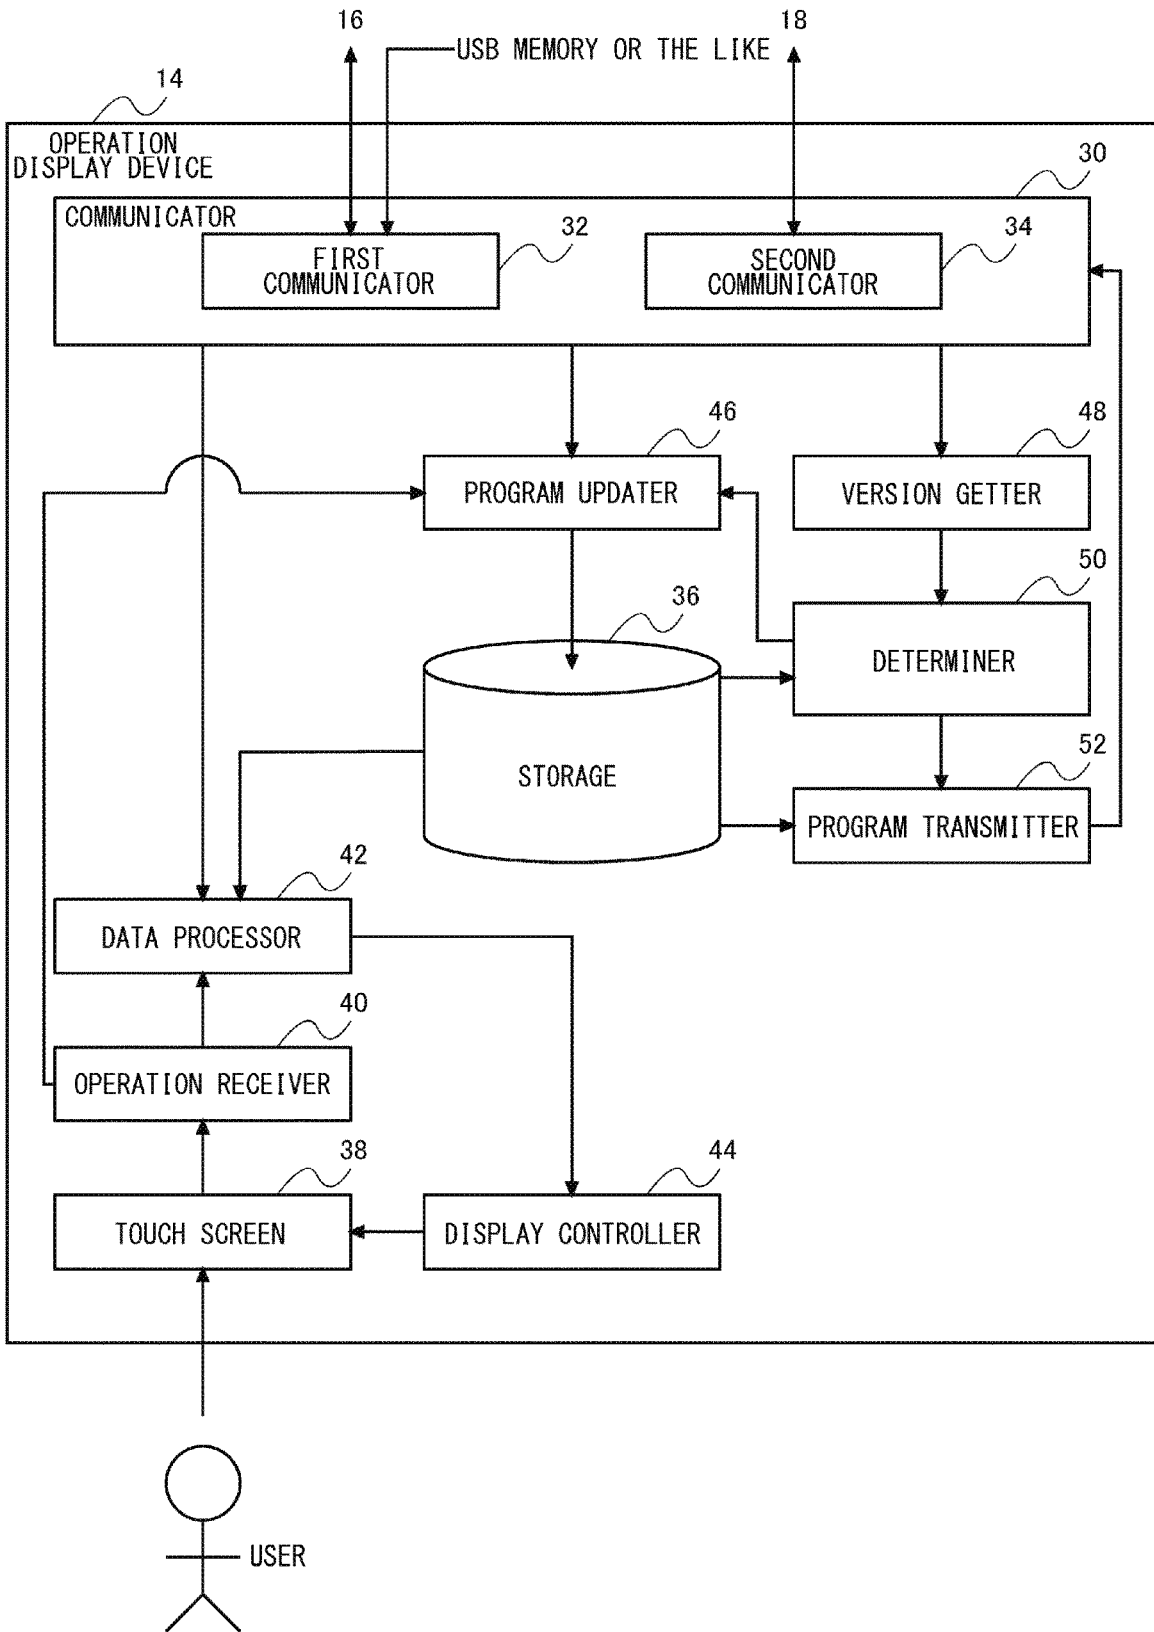 16
18
USB MEMORY OR THE LIKE
14
OPERATION
DISPLAY DEVICE
30
COMMUNICATOR
32
34
FIRST
COMMUNICATOR
SECOND
COMMUNICATOR
46
48
PROGRAM UPDATER
VERSION GETTER
50
36
DETERMINER
52
STORAGE
PROGRAM TRANSMITTER
42
DATA PROCESSOR
40
OPERATION RECEIVER
38
44
TOUCH SCREEN
DISPLAY CONTROLLER
USER